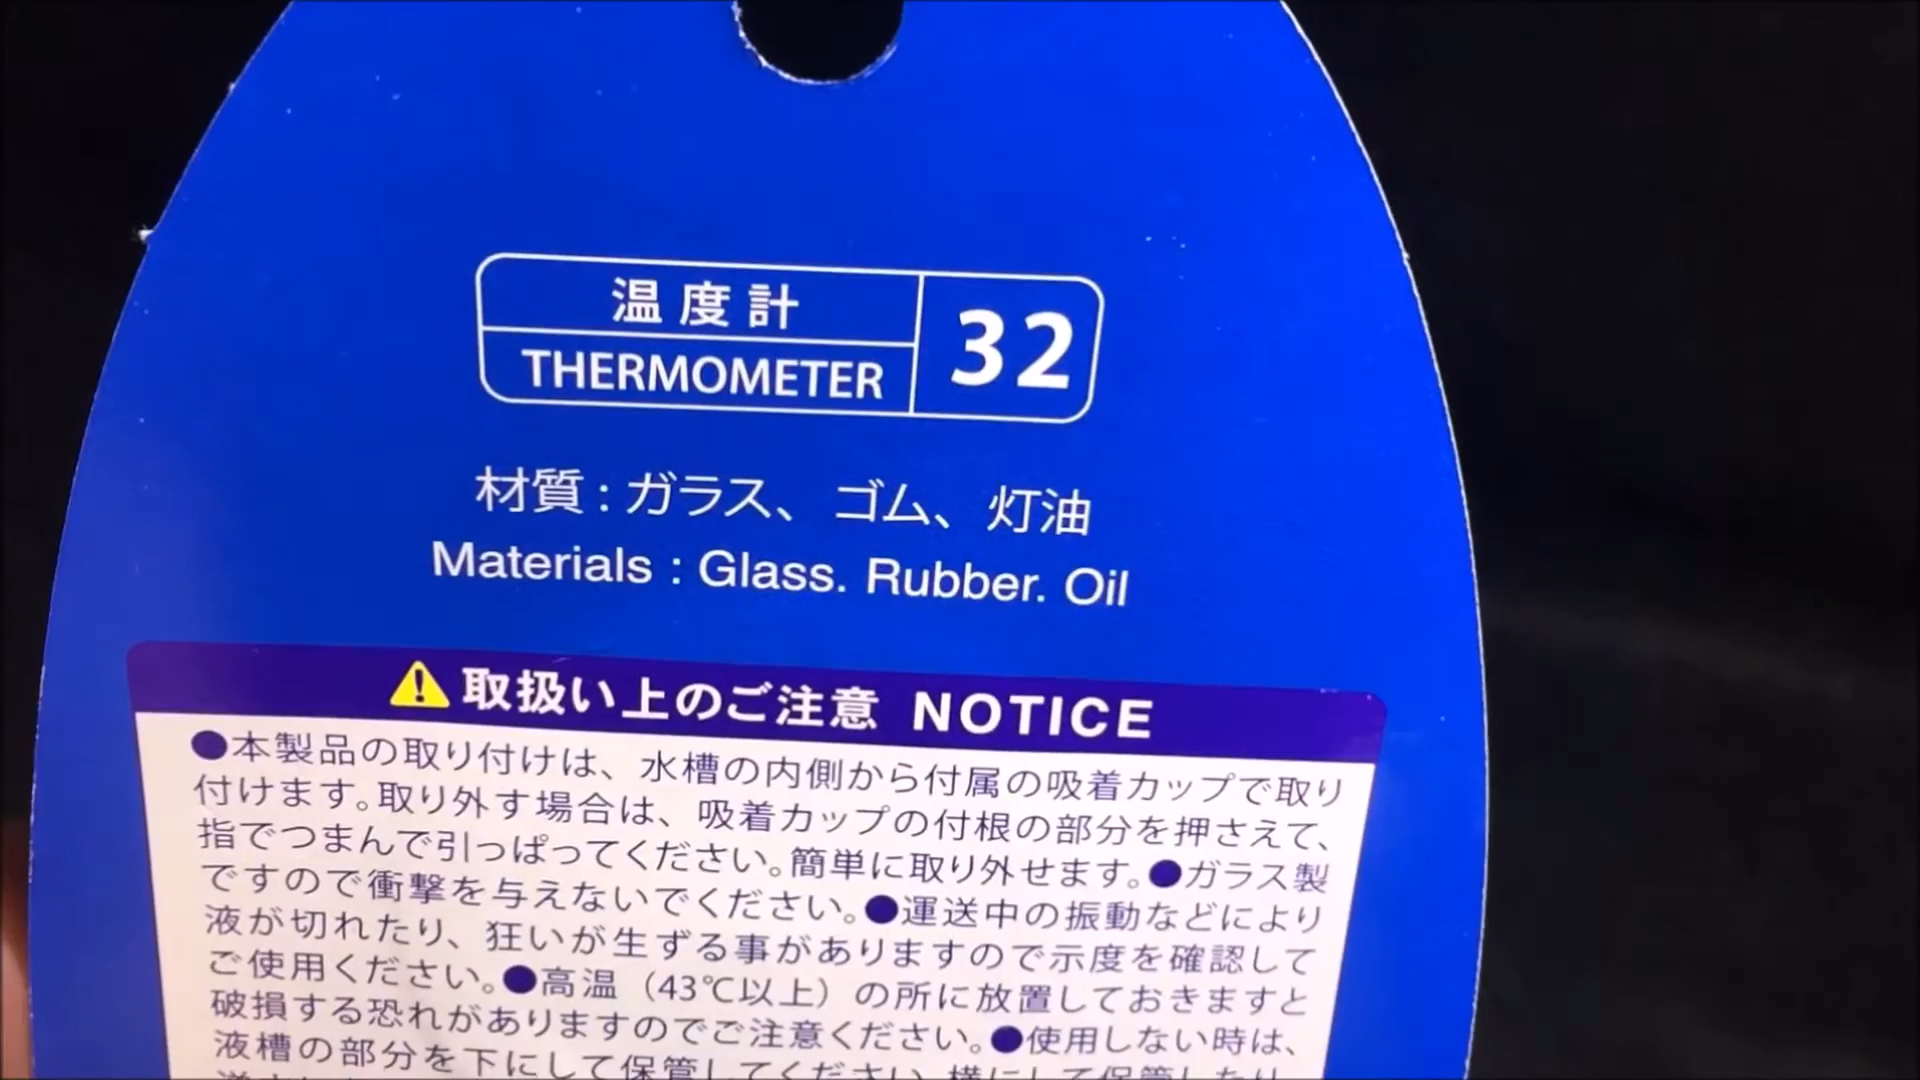 温度計
THERMOMETER
32
材質：ガラス、ゴム、灯油
Materials : Glass. Rubber. Oil
取扱い上のご注意 NOTICE
●本製品の取り付けは、水槽の内側から付属の吸着カップで取り
付けます。取り外す場合は、吸着カップの付根の部分を押さえて、
指でつまんで引っぱってください。簡単に取り外せます。●ガラス製
ですので衝撃を与えないでください。●運送中の振動などにより
液が切れたり、狂いが生ずる事がありますので示度を確認して
ご使用ください。●高温（43℃以上）の所に放置しておきますと
破損する恐れがありますのでご注意ください。●使用しない時は、
液槽の部分を下にして保管してください。横にして保管したり、